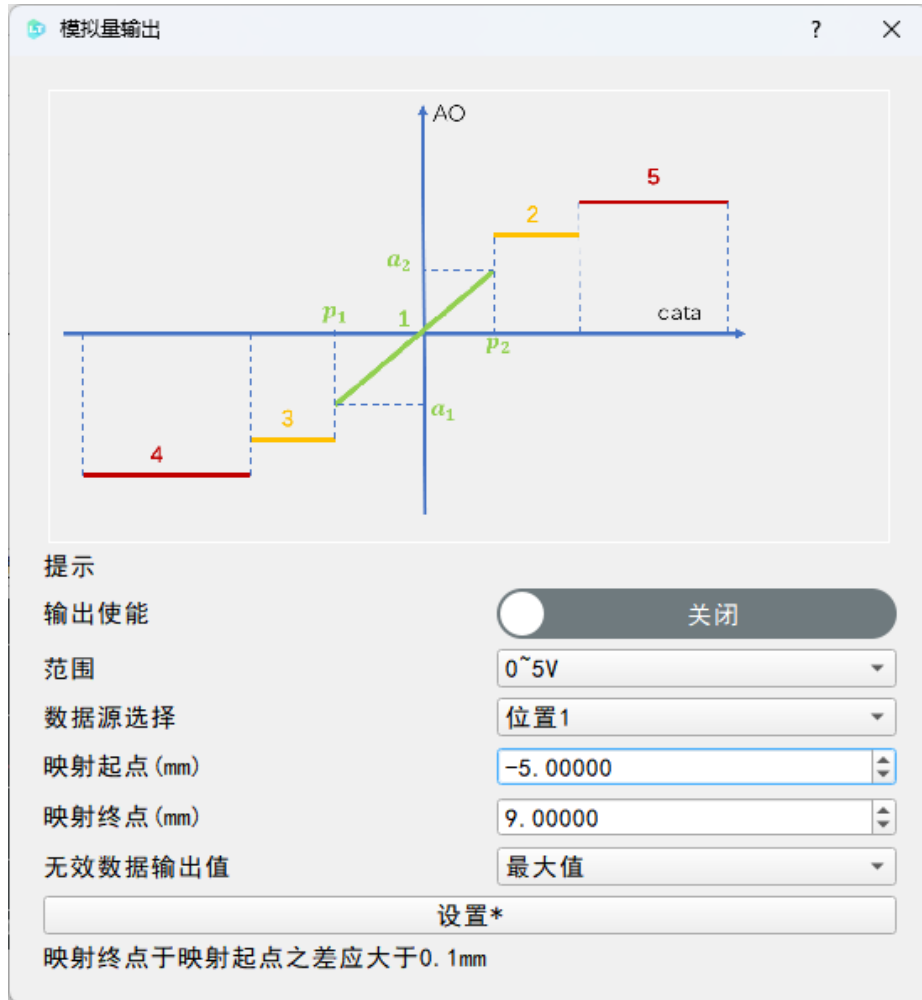 模拟量输出 ?
AO
5
2
a₂
cata
p₁
1
p₂
a₁
3
4
提示
输出使能 关闭
范围 0~5V
数据源选择 位置1
映射起点(mm) -5.00000
映射终点(mm) 9.00000
无效数据输出值 最大值
设置*
映射终点于映射起点之差应大于0.1mm